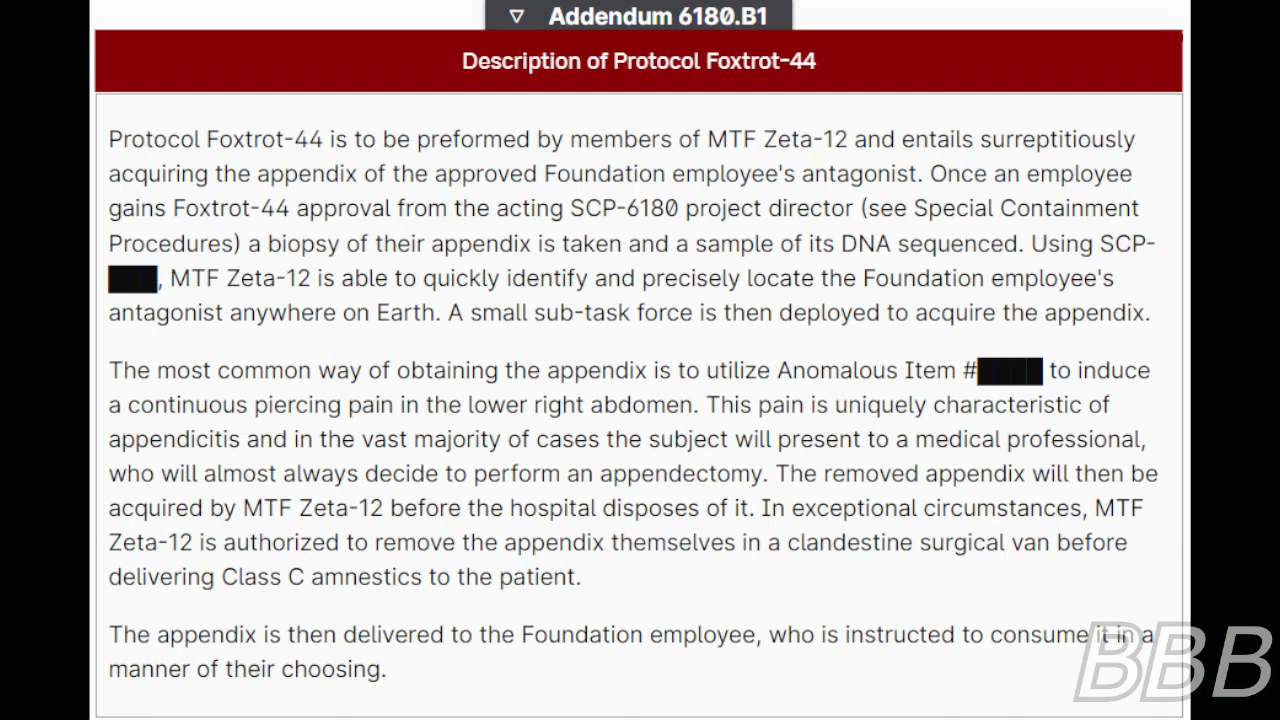 ▽ Addendum 6180.B1
Description of Protocol Foxtrot-44
Protocol Foxtrot-44 is to be preformed by members of MTF Zeta-12 and entails surreptitiously
acquiring the appendix of the approved Foundation employee's antagonist. Once an employee
gains Foxtrot-44 approval from the acting SCP-6180 project director (see Special Containment
Procedures) a biopsy of their appendix is taken and a sample of its DNA sequenced. Using SCP-
, MTF Zeta-12 is able to quickly identify and precisely locate the Foundation employee's
antagonist anywhere on Earth. A small sub-task force is then deployed to acquire the appendix.
The most common way of obtaining the appendix is to utilize Anomalous Item # to induce
a continuous piercing pain in the lower right abdomen. This pain is uniquely characteristic of
appendicitis and in the vast majority of cases the subject will present to a medical professional,
who will almost always decide to perform an appendectomy. The removed appendix will then be
acquired by MTF Zeta-12 before the hospital disposes of it. In exceptional circumstances, MTF
Zeta-12 is authorized to remove the appendix themselves in a clandestine surgical van before
delivering Class C amnestics to the patient.
The appendix is then delivered to the Foundation employee, who is instructed to consume it in a
manner of their choosing.
BBB